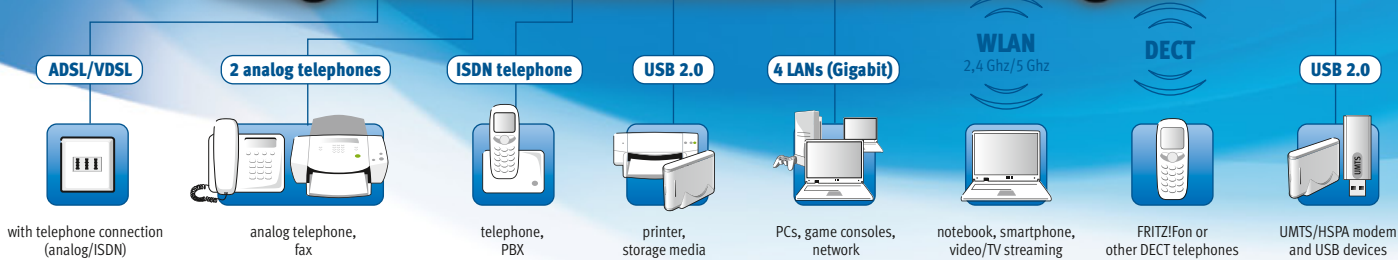 ADSL/VDSL
with telephone connection
(analog/ISDN)
2 analog telephones
analog telephone,
fax
ISDN telephone
telephone,
PBX
USB 2.0
printer,
storage media
4 LANs (Gigabit)
PCs, game consoles,
network
WLAN
2,4 Ghz/5 Ghz
notebook, smartphone,
video/TV streaming
DECT
FRITZ!Fon or
other DECT telephones
USB 2.0
UMTS
UMTS/HSPA modem
and USB devices